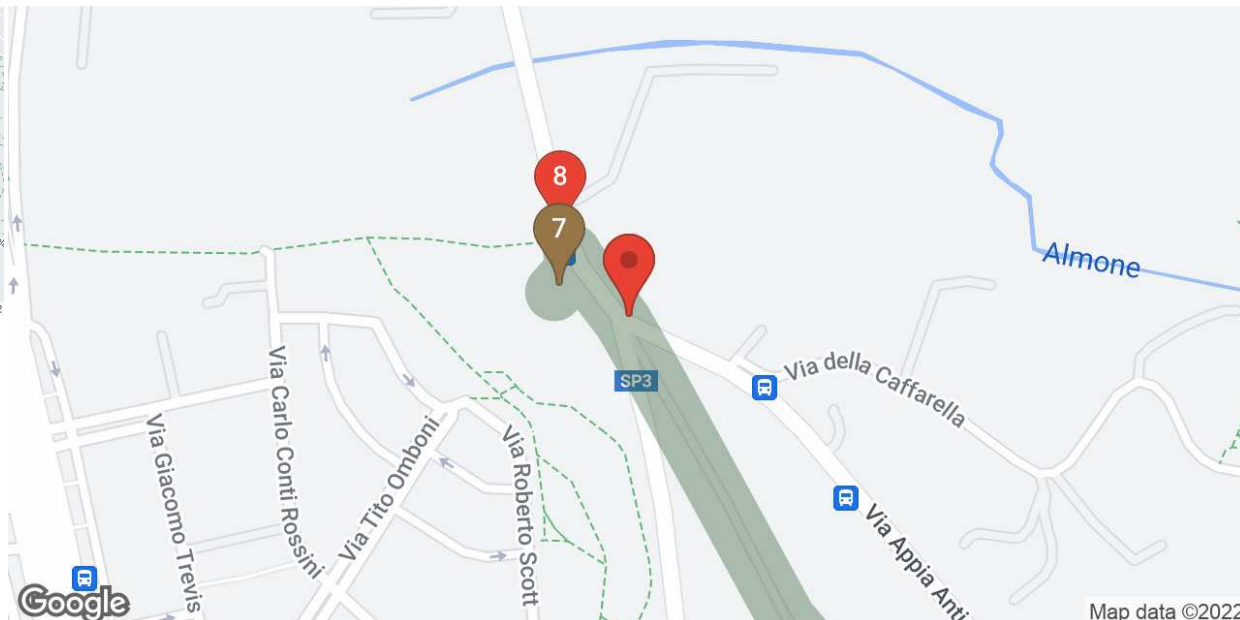 8
7
Almone
SP3
Via della Caffarella
Via Carlo Conti Rossini
Via Giacomo Trevis
Via Tito Omboni
Via Roberto Scott
Via Appia Anti
Google
Map data ©2022